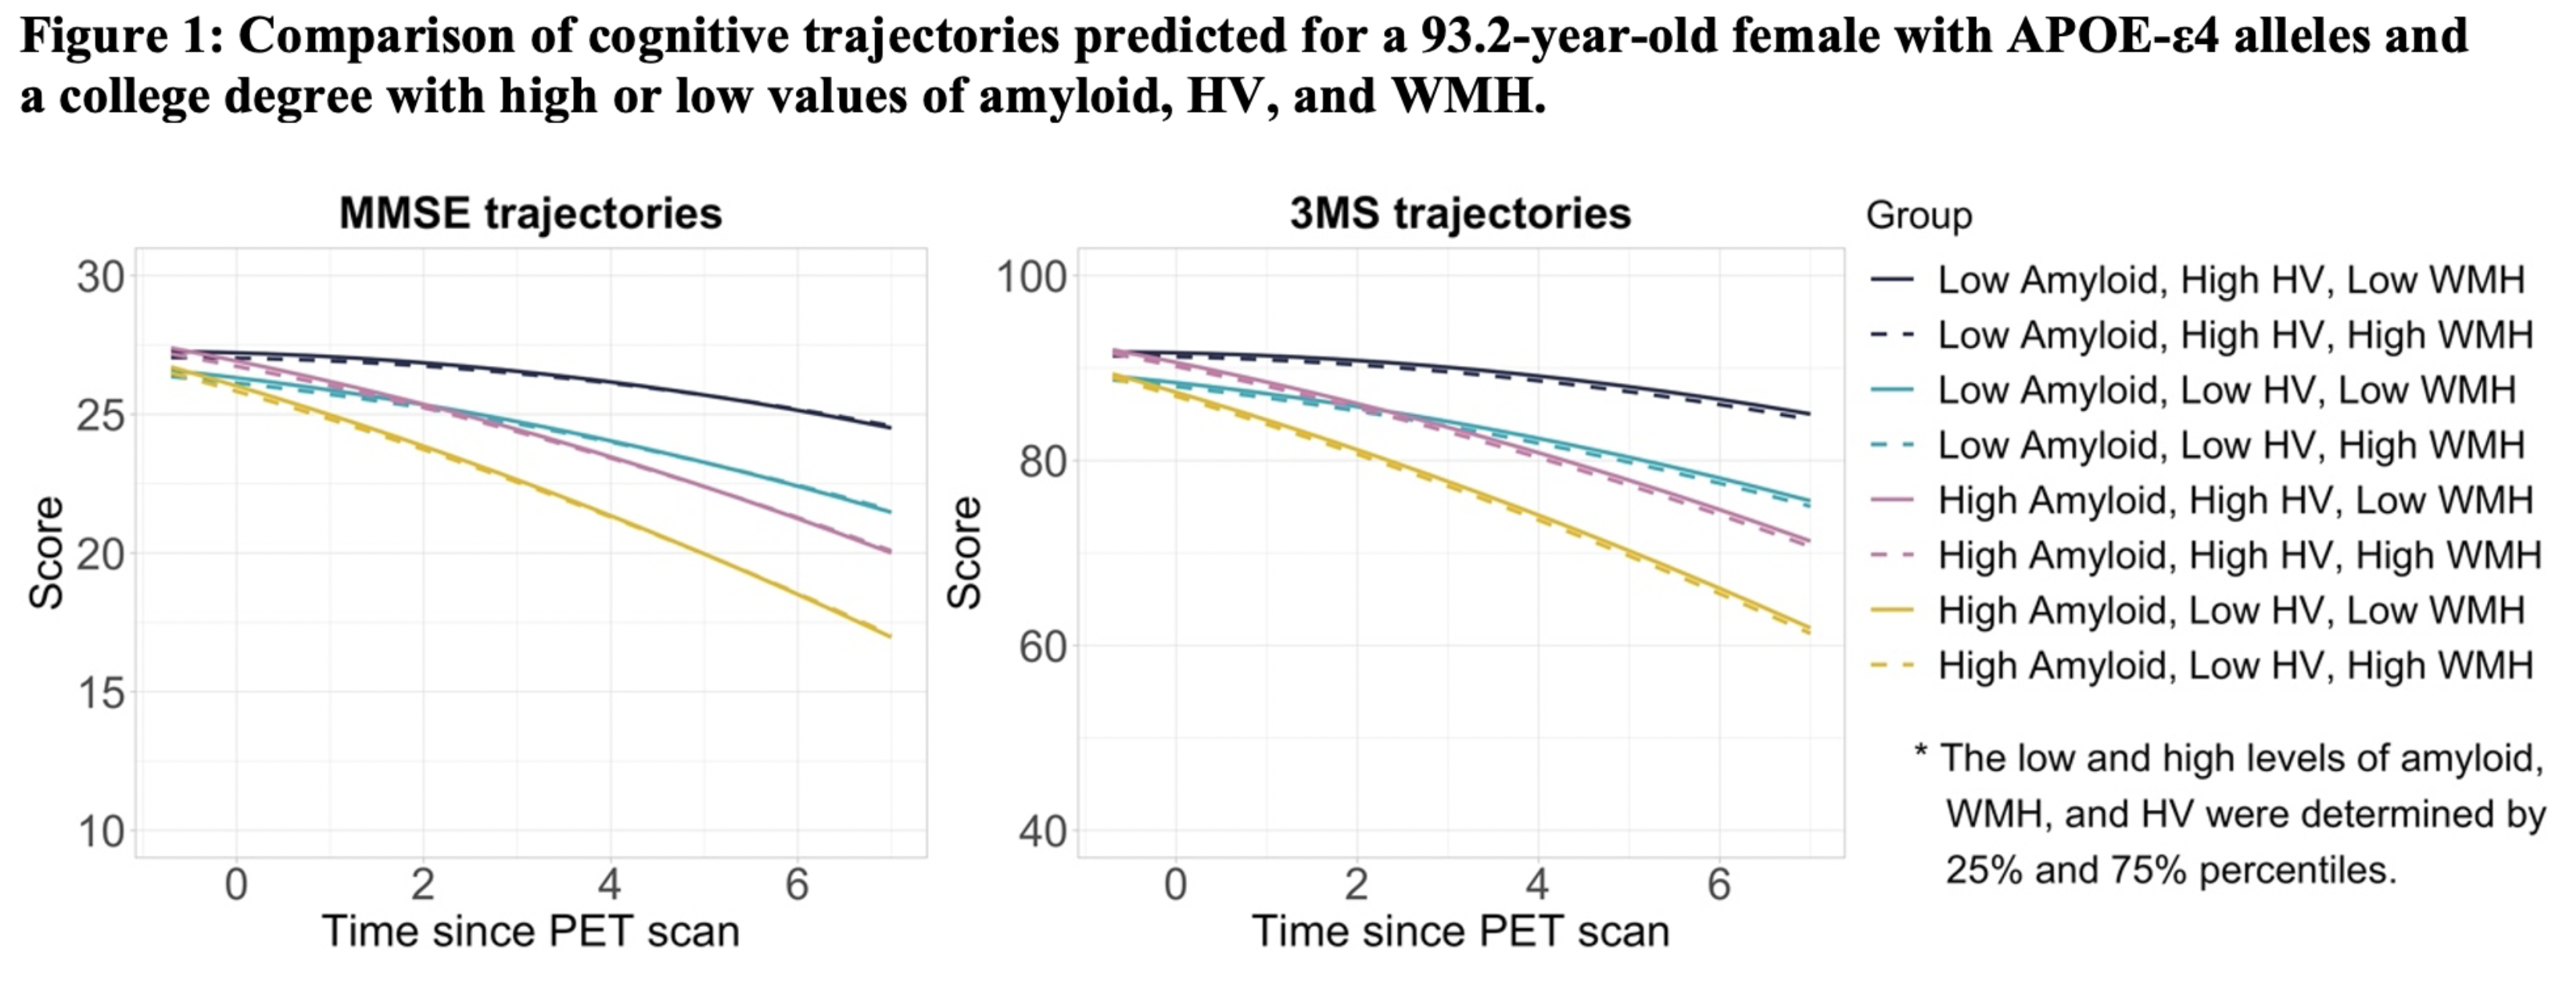 Figure 1: Comparison of cognitive trajectories predicted for a 93.2-year-old female with APOE-ε4 alleles and
a college degree with high or low values of amyloid, HV, and WMH.
MMSE trajectories
30
25
20
15
10
Score
0 2 4 6
Time since PET scan
3MS trajectories
100
80
60
40
Score
0 2 4 6
Time since PET scan
Group
Low Amyloid, High HV, Low WMH
Low Amyloid, High HV, High WMH
Low Amyloid, Low HV, Low WMH
Low Amyloid, Low HV, High WMH
High Amyloid, High HV, Low WMH
High Amyloid, High HV, High WMH
High Amyloid, Low HV, Low WMH
High Amyloid, Low HV, High WMH
* The low and high levels of amyloid,
WMH, and HV were determined by
25% and 75% percentiles.